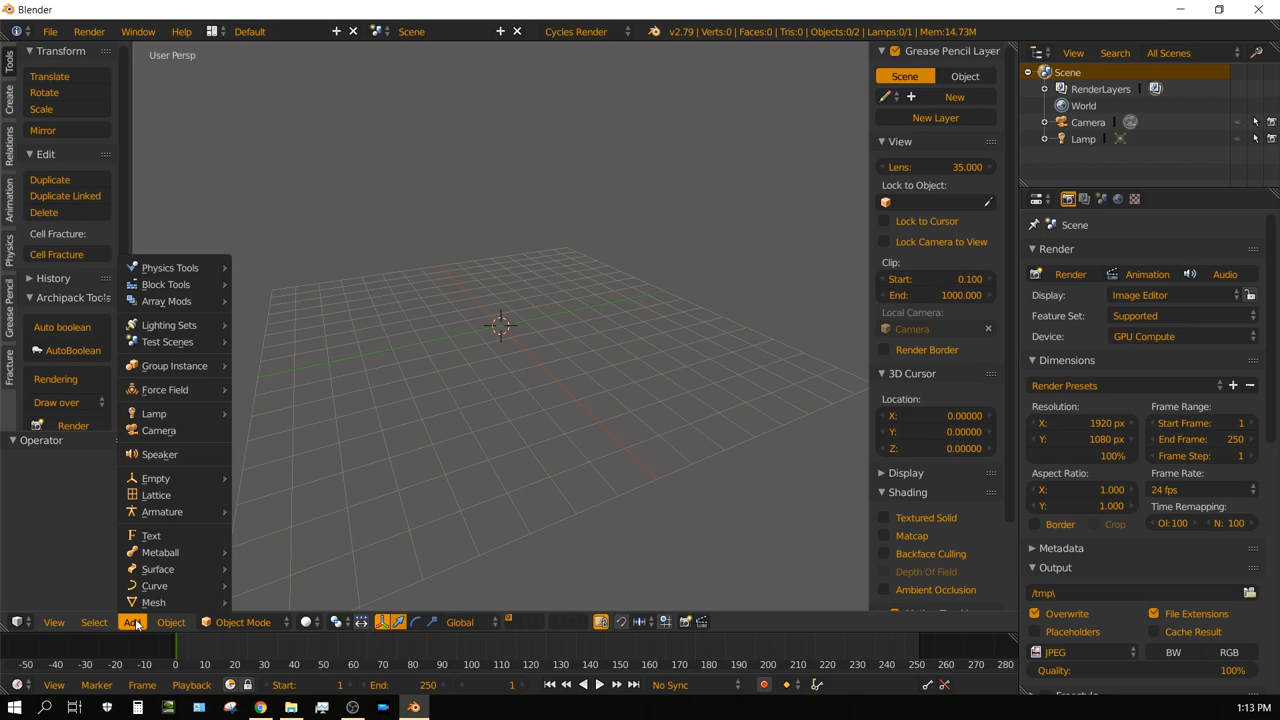 Blender
File Render Window Help Default Scene Cycles Render v2.79 | Verts:0 | Faces:0 | Tris:0 | Objects:0/2 | Lamps:0/1 | Mem:14.73M
Tools
Create
Relations
Animation
Physics
Grease Pencil
Fracture
Transform
Translate
Rotate
Scale
Mirror
Edit
Duplicate
Duplicate Linked
Delete
Cell Fracture:
Cell Fracture
History
Archipack Tools
Auto boolean
AutoBoolean
Rendering
Draw over
Render
Operator
User Persp
Physics Tools
Block Tools
Array Mods
Lighting Sets
Test Scenes
Group Instance
Force Field
Lamp
Camera
Speaker
Empty
Lattice
Armature
Text
Metaball
Surface
Curve
Mesh
View Select Add Object Object Mode Global
Grease Pencil Layer
Scene Object
New
New Layer
View
Lens: 35.000
Lock to Object:
Lock to Cursor
Lock Camera to View
Clip:
Start: 0.100
End: 1000.000
Local Camera:
Camera
Render Border
3D Cursor
Location:
X: 0.00000
Y: 0.00000
Z: 0.00000
Display
Shading
Textured Solid
Matcap
Backface Culling
Depth Of Field
Ambient Occlusion
View Search All Scenes
Scene
RenderLayers
World
Camera
Lamp
Scene
Render
Render Animation Audio
Display: Image Editor
Feature Set: Supported
Device: GPU Compute
Dimensions
Render Presets
Resolution: Frame Range:
X: 1920 px Start Frame: 1
Y: 1080 px End Frame: 250
100% Frame Step: 1
Aspect Ratio: Frame Rate:
X: 1.000 24 fps
Y: 1.000 Time Remapping:
Border Crop Ol: 100 N: 100
Metadata
Output
/tmp\
Overwrite File Extensions
Placeholders Cache Result
JPEG BW RGB
Quality: 100%
-50 -40 -30 -20 -10 0 10 20 30 40 50 60 70 80 90 100 110 120 130 140 150 160 170 180 190 200 210 220 230 240 250 260 270 280
View Marker Frame Playback Start: 1 End: 250 1 No Sync
1:13 PM